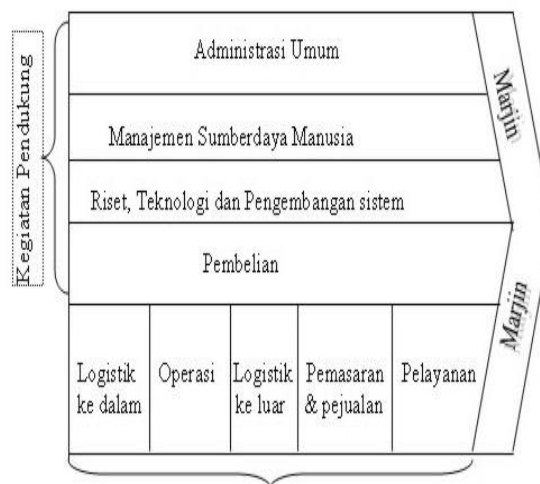 Kegiatan Pendukung
Administrasi Umum
Marjin
Manajemen Sumberdaya Manusia
Riset, Teknologi dan Pengembangan sistem
Pembelian
Marjin
Logistik
ke dalam
Operasi
Logistik
ke luar
Pemasaran
& pejualan
Pelayanan